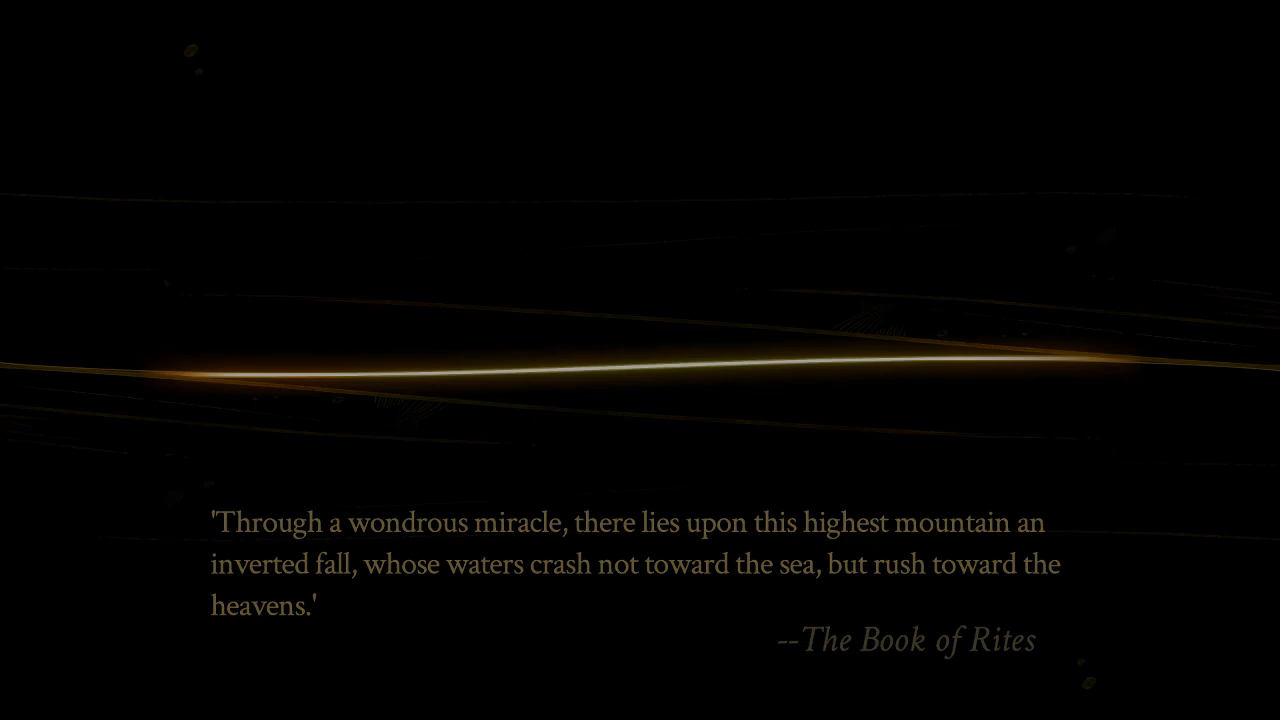 'Through a wondrous miracle, there lies upon this highest mountain an
inverted fall, whose waters crash not toward the sea, but rush toward the
heavens.'
--The Book of Rites